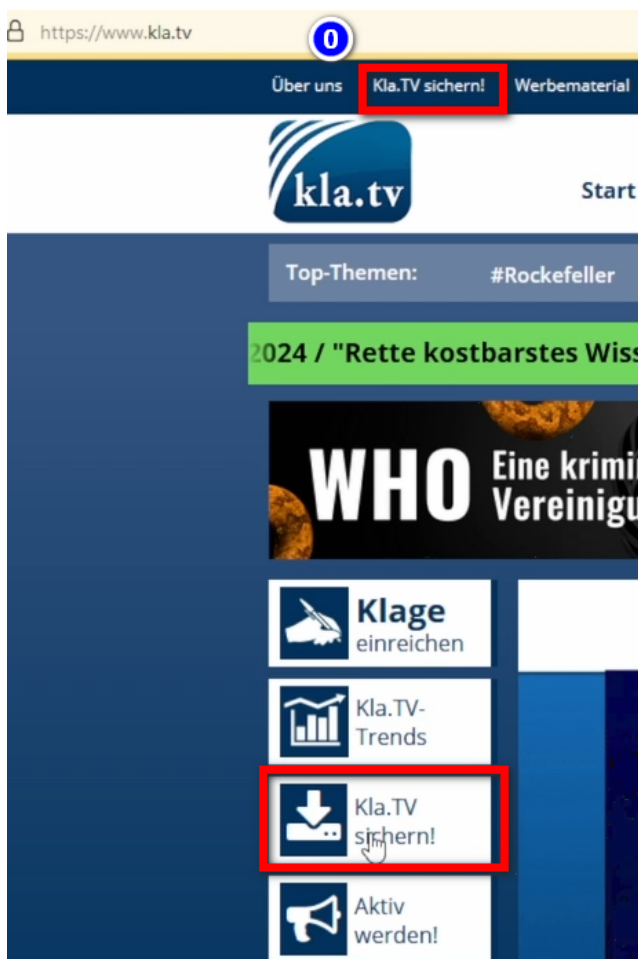 https://www.kla.tv
0
Über uns Kla.TV sichern! Werbematerial
kla.tv
Start
Top-Themen: #Rockefeller
2024 / "Rette kostbarstes Wiss
WHO Eine krimi
Vereinigu
Klage
einreichen
Kla.TV-
Trends
Kla.TV
sichern!
Aktiv
werden!